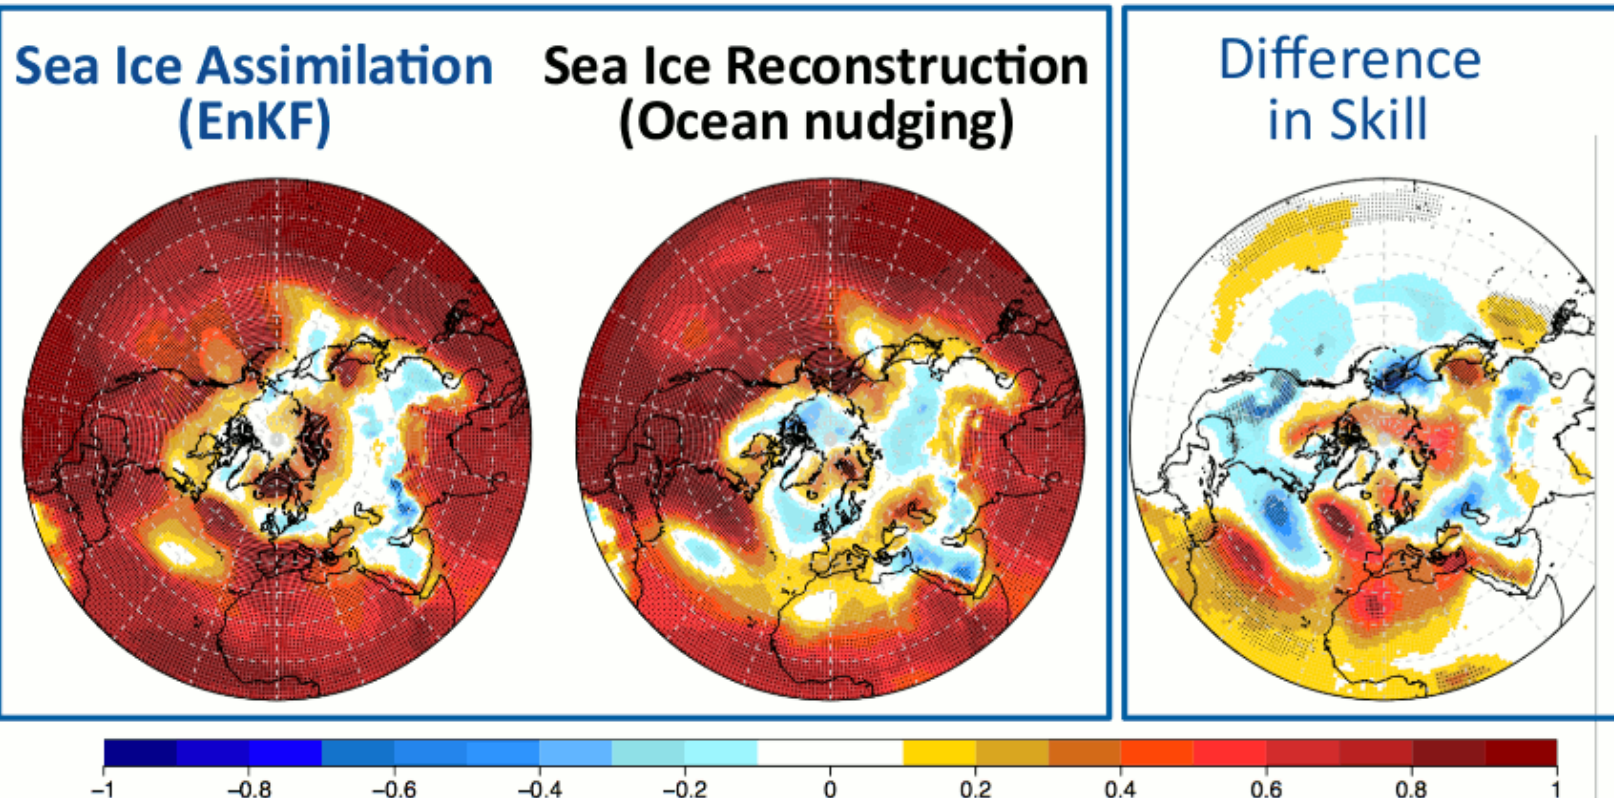 Sea Ice Assimilation
(EnKF)
Sea Ice Reconstruction
(Ocean nudging)
Difference
in Skill
−1 −0.8 −0.6 −0.4 −0.2 0 0.2 0.4 0.6 0.8 1